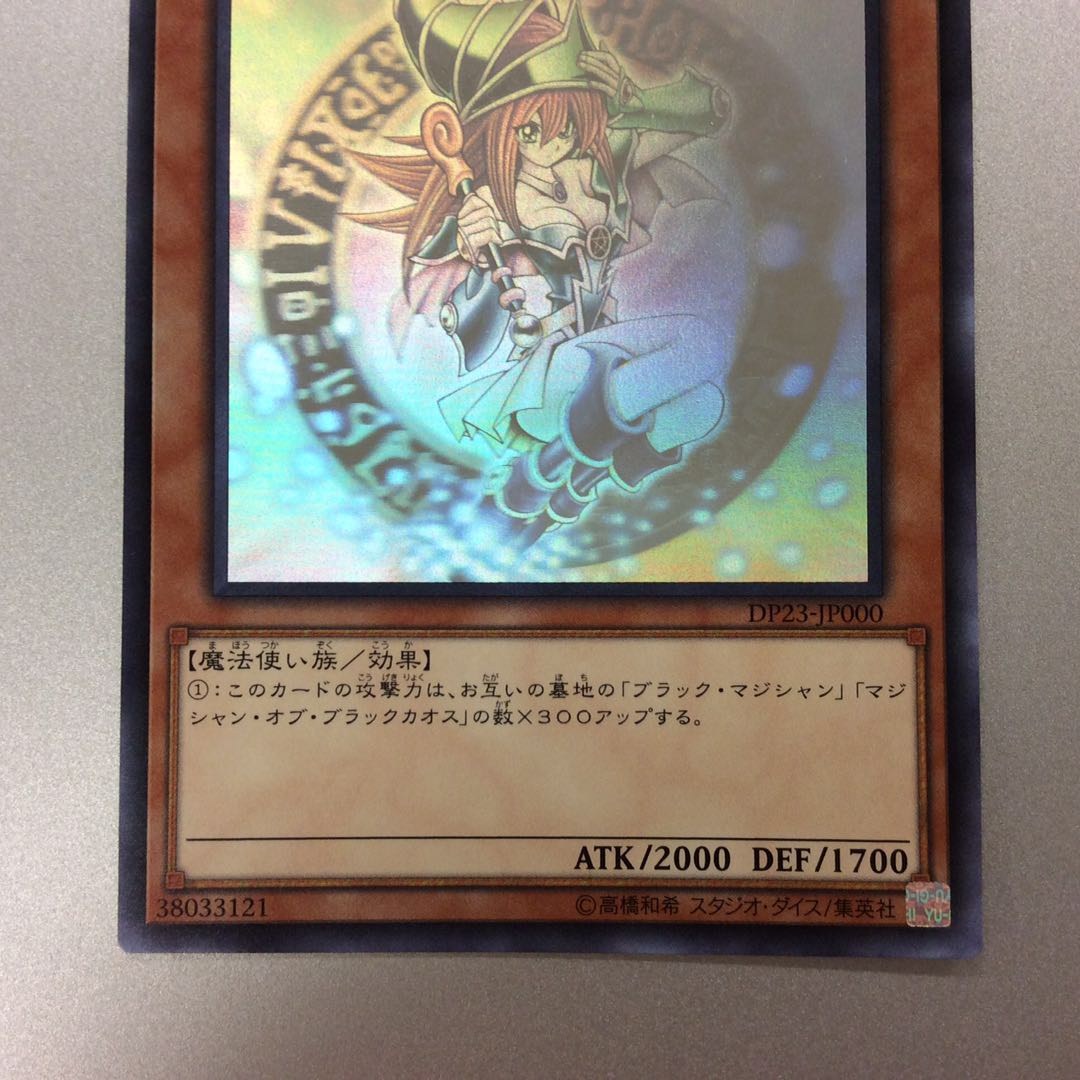 DP23-JP000
【魔法使い族／効果】
①：このカードの攻撃力は、お互いの墓地の「ブラック・マジシャン」「マジ
シャン・オブ・ブラックカオス」の数×３００アップする。
ATK/2000 DEF/1700
38033121
©高橋和希 スタジオ・ダイス/集英社